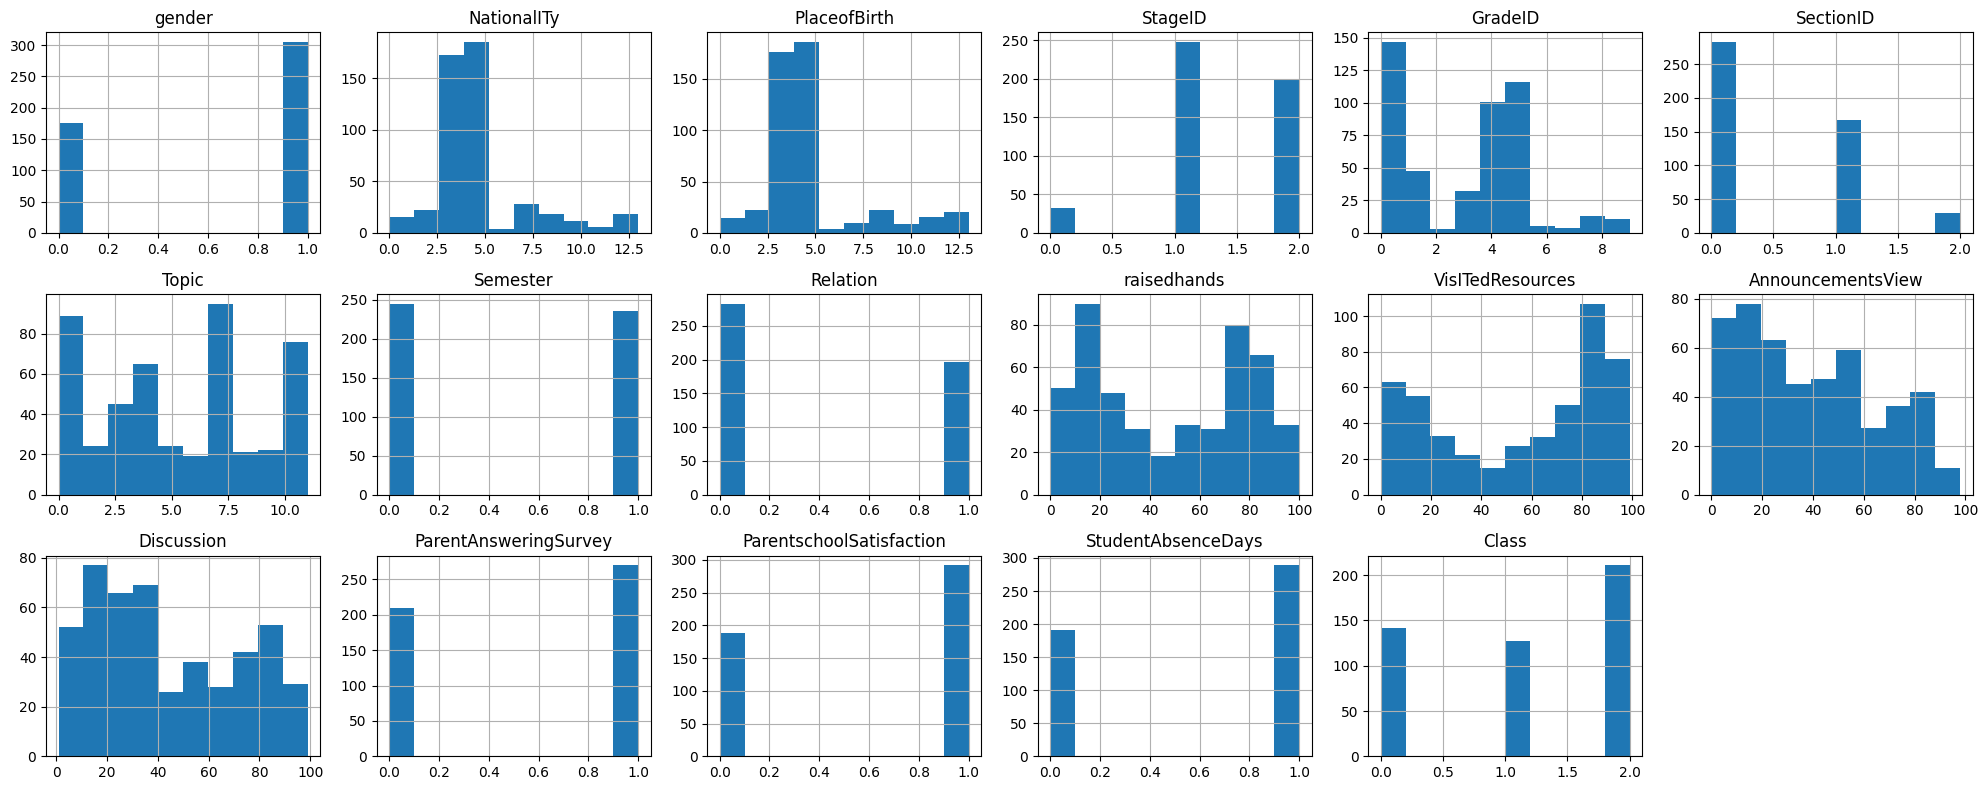 gender NationalITy PlaceofBirth StageID GradeID SectionID
300 250 200 150 100 50 0
0.0 0.2 0.4 0.6 0.8 1.0
150 100 50 0
0.0 2.5 5.0 7.5 10.0 12.5
150 100 50 0
0.0 2.5 5.0 7.5 10.0 12.5
250 200 150 100 50 0
0.0 0.5 1.0 1.5 2.0
150 125 100 75 50 25 0
0 2 4 6 8
250 200 150 100 50 0
0.0 0.5 1.0 1.5 2.0
Topic Semester Relation raisedhands VisITedResources AnnouncementsView
80 60 40 20 0
0.0 2.5 5.0 7.5 10.0
250 200 150 100 50 0
0.0 0.2 0.4 0.6 0.8 1.0
250 200 150 100 50 0
0.0 0.2 0.4 0.6 0.8 1.0
80 60 40 20 0
0 20 40 60 80 100
100 80 60 40 20 0
0 20 40 60 80 100
80 60 40 20 0
0 20 40 60 80 100
Discussion ParentAnsweringSurvey ParentschoolSatisfaction StudentAbsenceDays Class
80 60 40 20 0
0 20 40 60 80 100
250 200 150 100 50 0
0.0 0.2 0.4 0.6 0.8 1.0
300 250 200 150 100 50 0
0.0 0.2 0.4 0.6 0.8 1.0
300 250 200 150 100 50 0
0.0 0.2 0.4 0.6 0.8 1.0
200 150 100 50 0
0.0 0.5 1.0 1.5 2.0